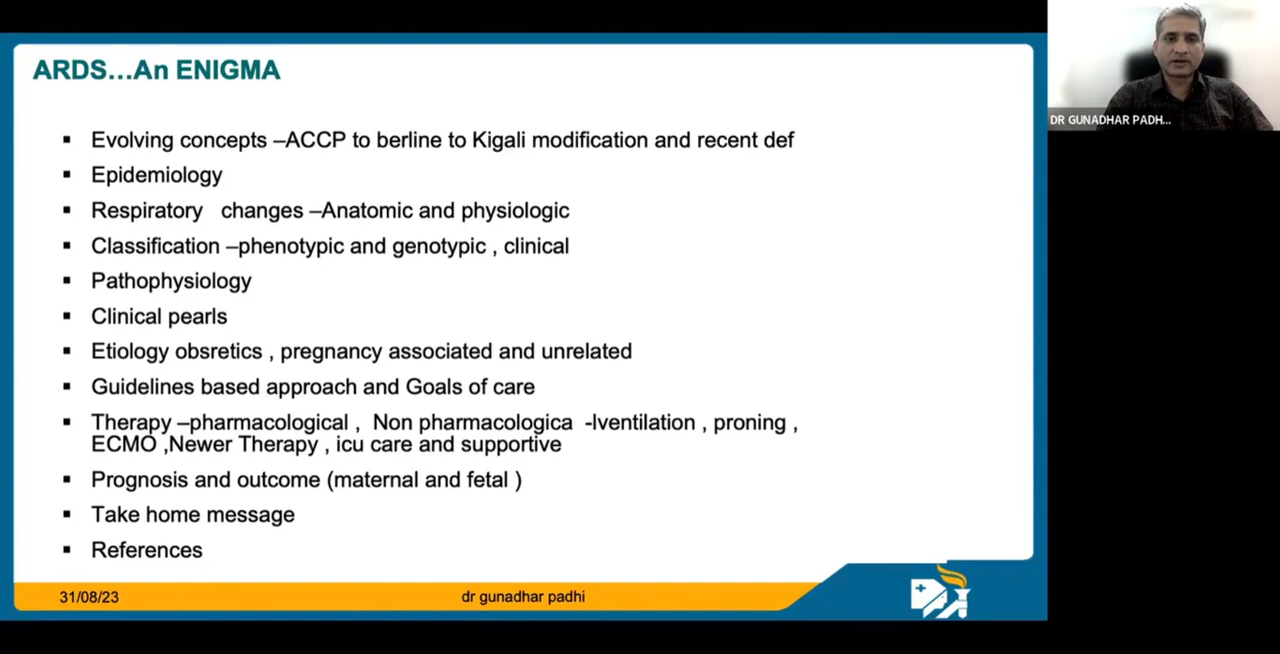 ARDS...An ENIGMA
▪ Evolving concepts –ACCP to berline to Kigali modification and recent def
▪ Epidemiology
▪ Respiratory changes –Anatomic and physiologic
▪ Classification –phenotypic and genotypic , clinical
▪ Pathophysiology
▪ Clinical pearls
▪ Etiology obsretics , pregnancy associated and unrelated
▪ Guidelines based approach and Goals of care
▪ Therapy –pharmacological , Non pharmacologica -lventilation , proning ,
ECMO ,Newer Therapy , icu care and supportive
▪ Prognosis and outcome (maternal and fetal )
▪ Take home message
▪ References
31/08/23
dr gunadhar padhi
DR GUNADHAR PADH...